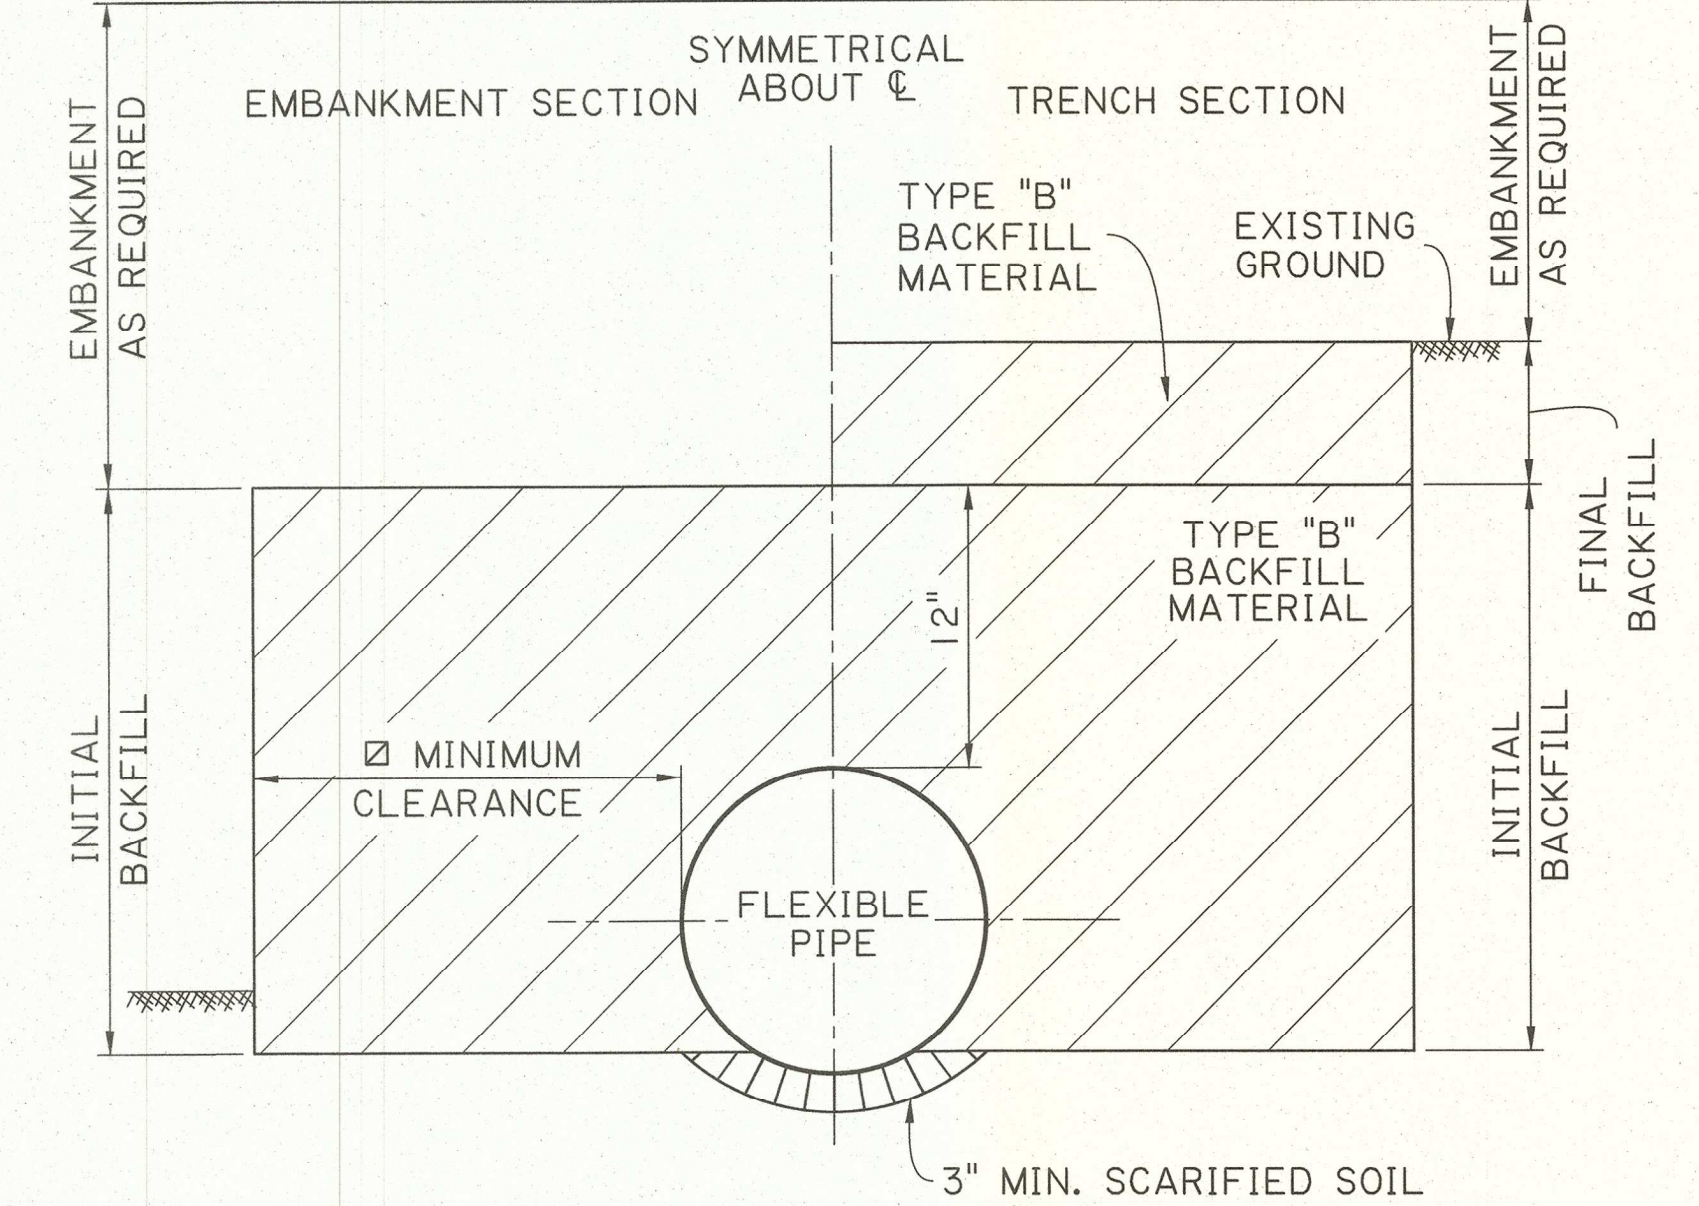 SYMMETRICAL
ABOUT ℄
EMBANKMENT SECTION
TRENCH SECTION
EMBANKMENT
AS REQUIRED
EMBANKMENT
AS REQUIRED
TYPE "B"
BACKFILL
MATERIAL
EXISTING
GROUND
FINAL
BACKFILL
TYPE "B"
BACKFILL
MATERIAL
12"
INITIAL
BACKFILL
INITIAL
BACKFILL
⍁ MINIMUM
CLEARANCE
FLEXIBLE
PIPE
3" MIN. SCARIFIED SOIL